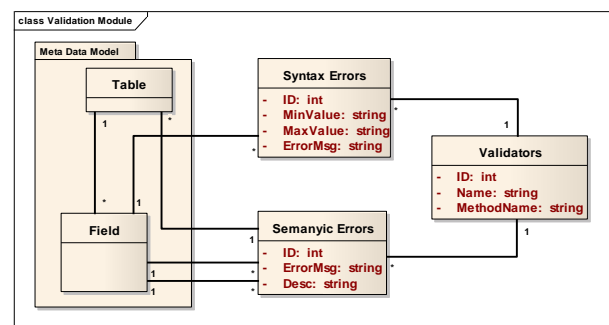 class Validation Module
Meta Data Model
Table
1
*
*
1
Field
1
1
Syntax Errors
- ID: int
- MinValue: string
- MaxValue: string
- ErrorMsg: string
*
*
Semanyic Errors
- ID: int
- ErrorMsg: string
- Desc: string
1
*
*
*
Validators
- ID: int
- Name: string
- MethodName: string
1
1